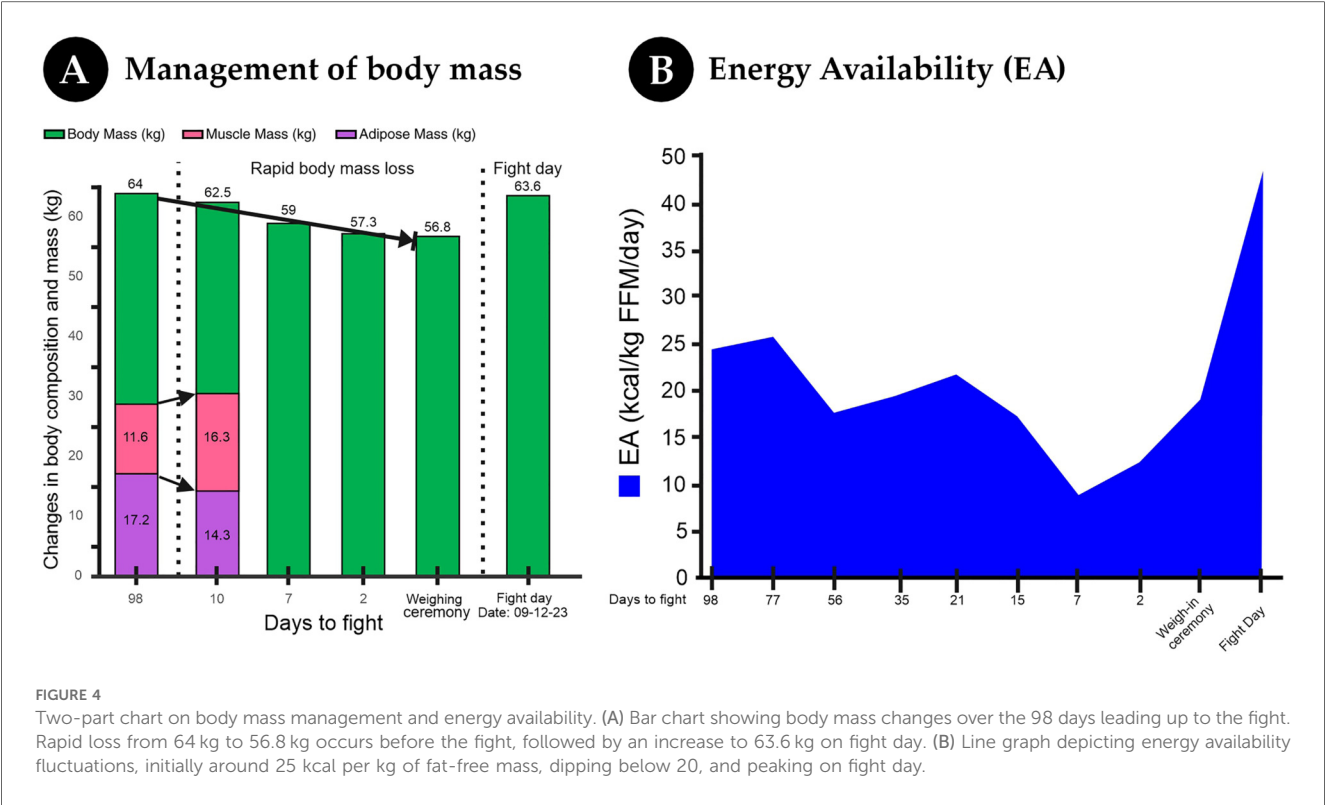 A Management of body mass
Body Mass (kg) Muscle Mass (kg) Adipose Mass (kg)
Changes in body composition and mass (kg)
60
50
40
30
20
10
0
Rapid body mass loss
Fight day
64
62.5
59
57.3
56.8
63.6
11.6
16.3
17.2
14.3
98
10
7
2
Weighing
ceremony
Fight day
Date: 09-12-23
Days to fight
B Energy Availability (EA)
EA (kcal/kg FFM/day)
50
40
35
30
25
20
15
10
5
0
Days to fight
98
77
56
35
21
15
7
2
Weigh-in
ceremony
Fight Day
FIGURE 4
Two-part chart on body mass management and energy availability. (A) Bar chart showing body mass changes over the 98 days leading up to the fight.
Rapid loss from 64 kg to 56.8 kg occurs before the fight, followed by an increase to 63.6 kg on fight day. (B) Line graph depicting energy availability
fluctuations, initially around 25 kcal per kg of fat-free mass, dipping below 20, and peaking on fight day.